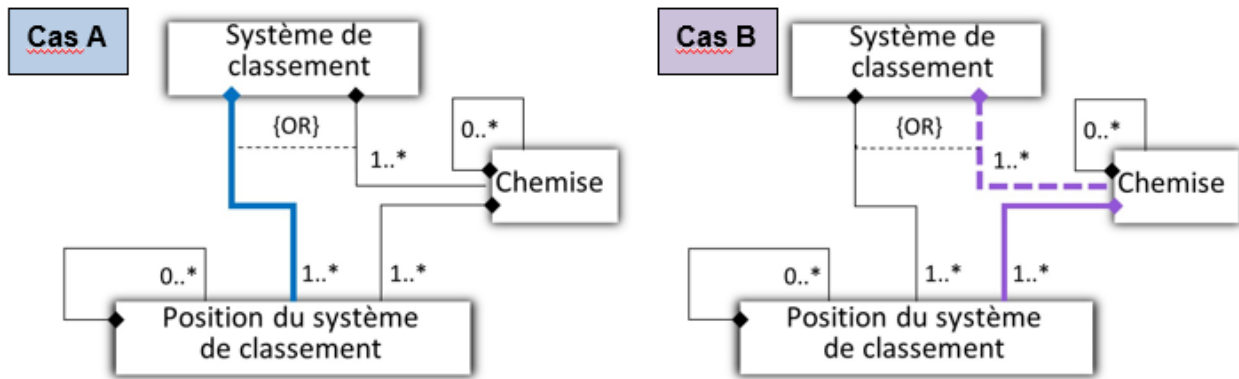 Cas A
Système de
classement
{OR}
0..*
1..*
Chemise
0..*
1..*
1..*
Position du système
de classement
Cas B
Système de
classement
{OR}
0..*
1..*
Chemise
0..*
1..*
1..*
Position du système
de classement